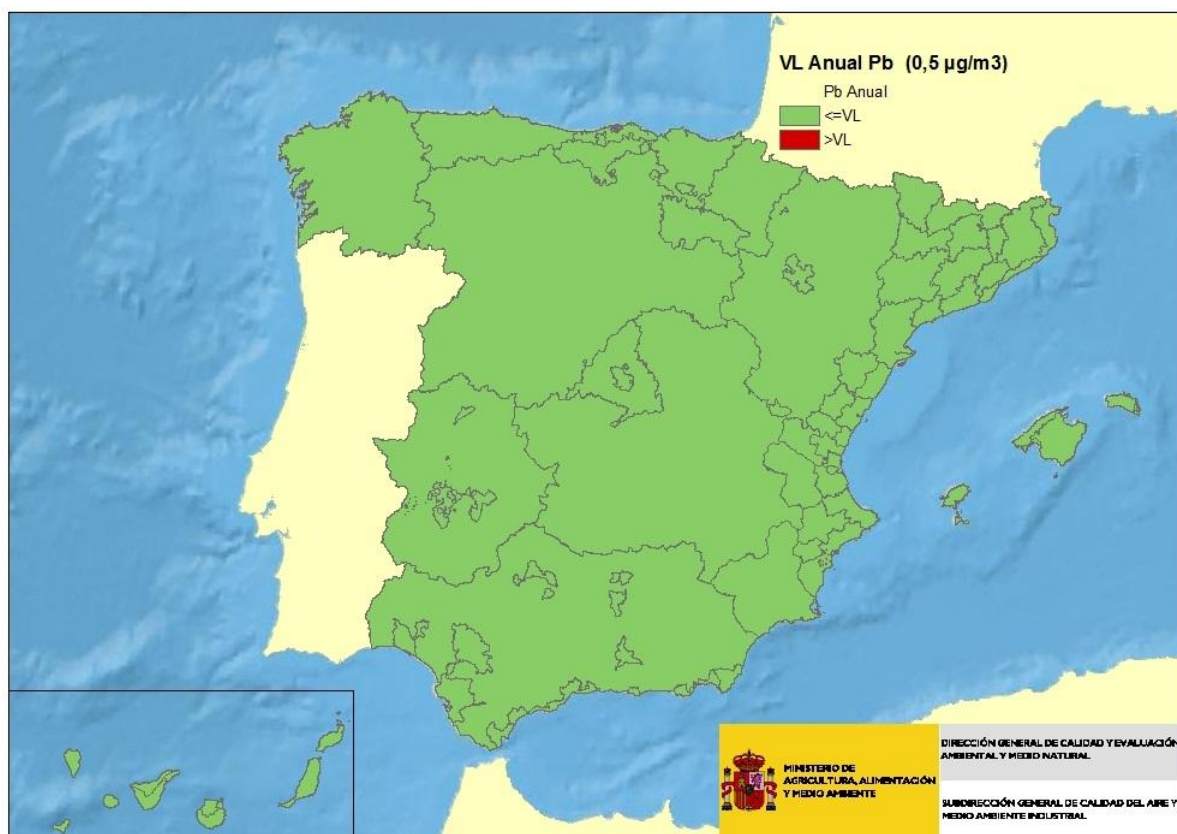 VL Anual Pb (0,5 µg/m3)
Pb Anual
<=VL
>VL
MINISTERIO DE
AGRICULTURA, ALIMENTACIÓN
Y MEDIO AMBIENTE
DIRECCIÓN GENERAL DE CALIDAD Y EVALUACIÓN
AMBIENTAL Y MEDIO NATURAL
SUBDIRECCIÓN GENERAL DE CALIDAD DEL AIRE Y
MEDIO AMBIENTE INDUSTRIAL